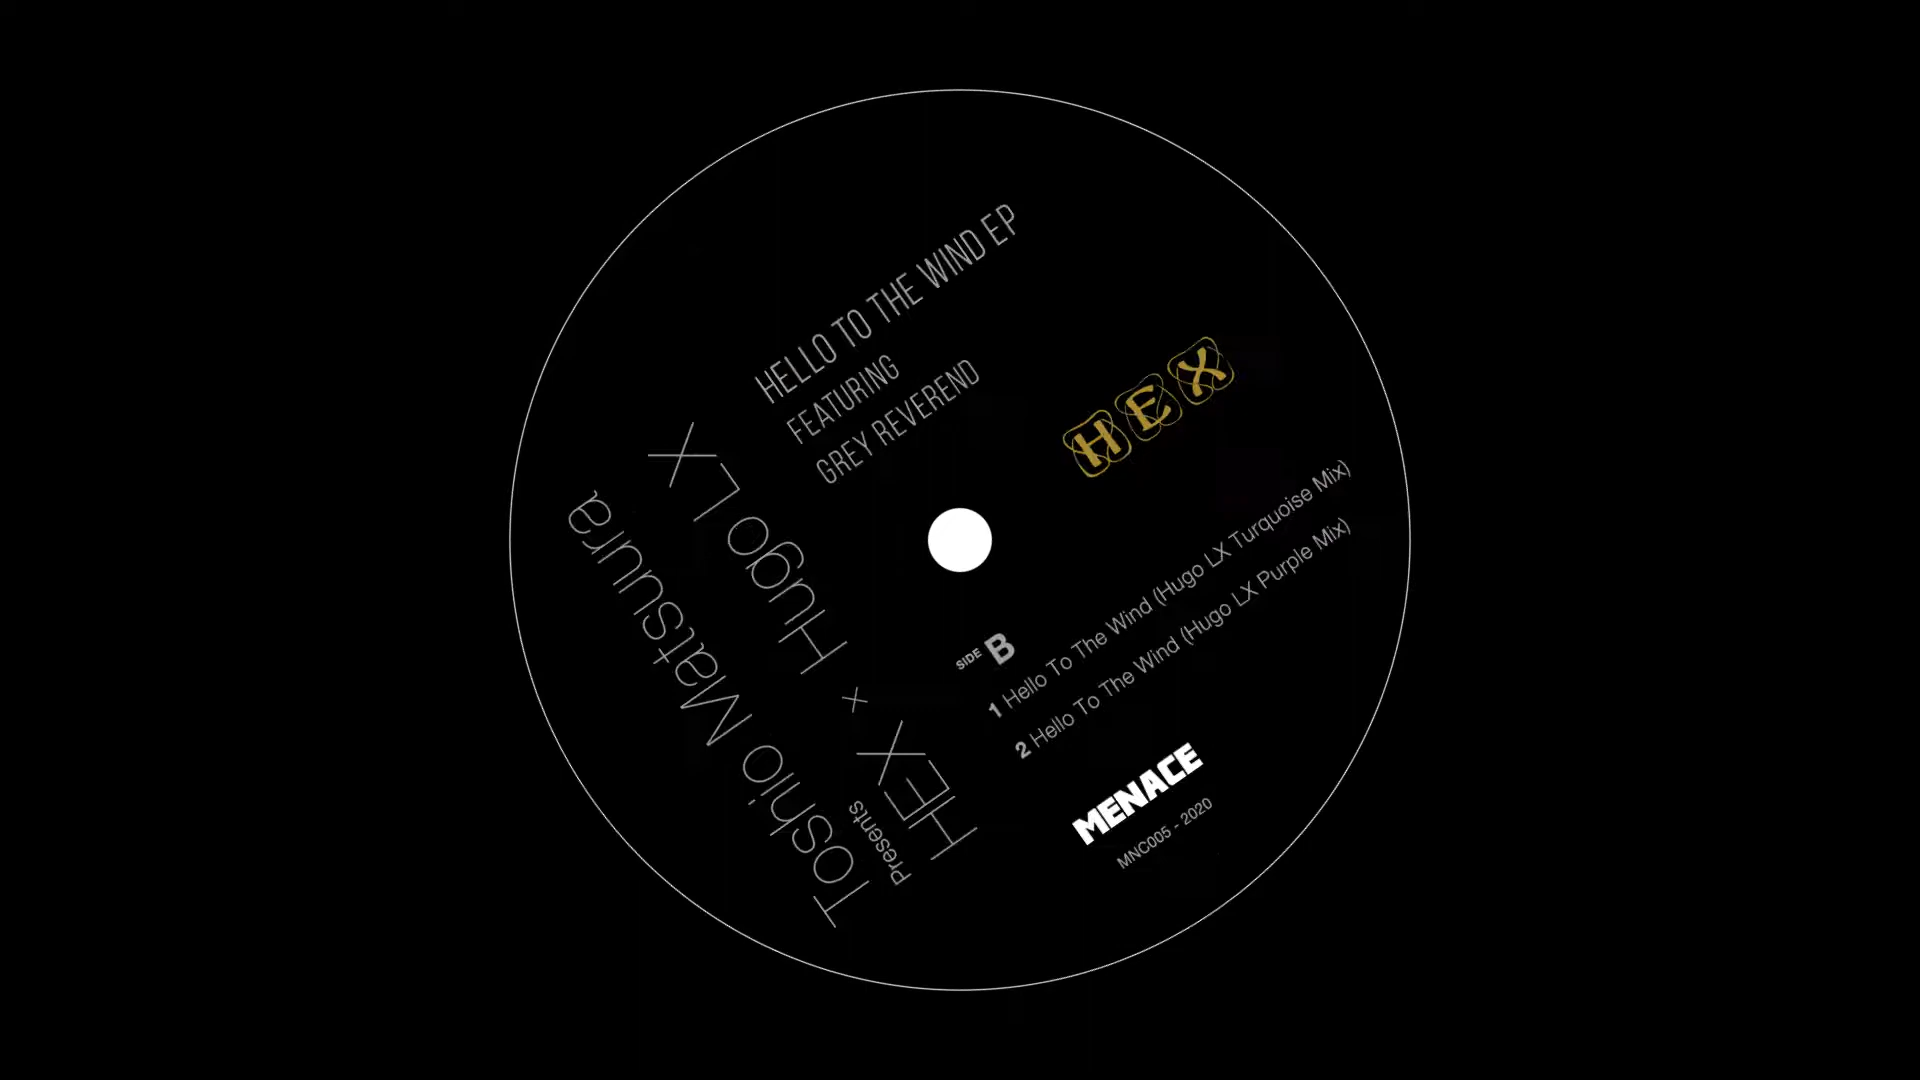 HELLO TO THE WIND EP
FEATURING
GREY REVEREND
HEX
Toshio Matsuura
Presents
HEX x Hugo LX
SIDE B
1 Hello To The Wind (Hugo LX Turquoise Mix)
2 Hello To The Wind (Hugo LX Purple Mix)
MENACE
MNC005 - 2020